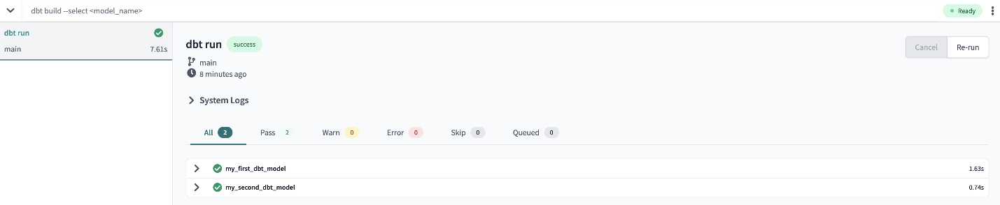 dbt build --select <model_name>
Ready
dbt run
main 7.61s
dbt run success
Cancel Re-run
main
8 minutes ago
System Logs
All 2 Pass 2 Warn 0 Error 0 Skip 0 Queued 0
my_first_dbt_model 1.63s
my_second_dbt_model 0.74s